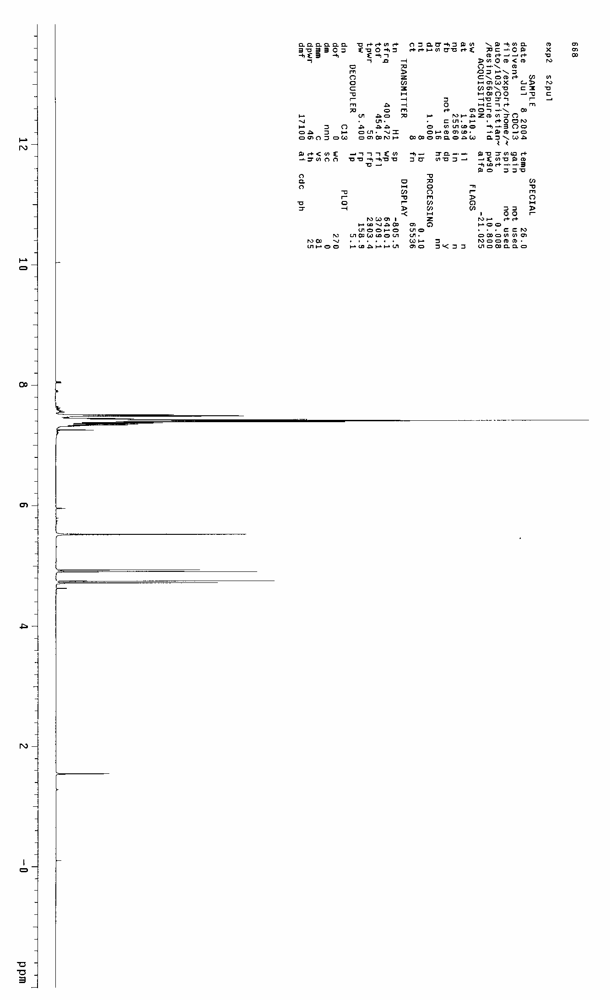 668
exp2 s2pul
SAMPLE SPECIAL
date Jul 8 2004 temp 26.0
solvent CDCl3 gain not used
file /export/home/~ spin not used
auto/103/Christian~ hst 0.008
/Resin/668pure.fid pw90 10.800
ACQUISITION alfa -21.025
sw 6410.3 FLAGS
at 1.994 il n
np 25560 in n
fb not used dp y
bs 16 hs nn
d1 1.000 PROCESSING
nt 8 lb 0.10
ct 8 fn 65536
TRANSMITTER DISPLAY
tn H1 sp -805.5
sfrq 400.472 wp 6410.1
tof 454.8 rfl 3709.1
tpwr 56 rfp 2903.4
pw 5.400 rp 158.9
DECOUPLER lp 5.1
dn C13 PLOT
dof 0 wc 270
dm nnn sc 0
dmm c vs 81
dpwr 46 th 25
dmf 17100 ai cdc ph
12 10 8 6 4 2 -0 ppm